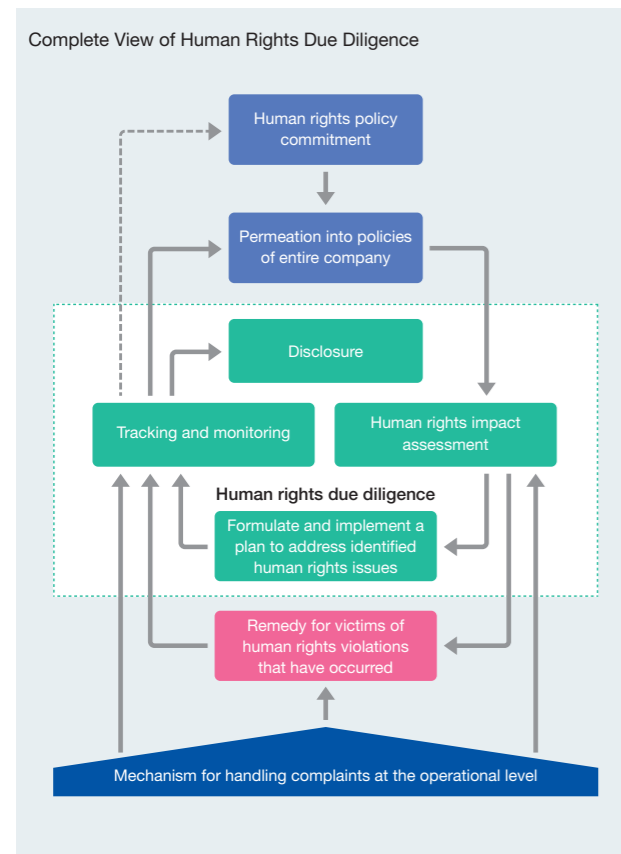 Complete View of Human Rights Due Diligence
Human rights policy
commitment
Permeation into policies
of entire company
Disclosure
Tracking and monitoring
Human rights impact
assessment
Human rights due diligence
Formulate and implement a
plan to address identified
human rights issues
Remedy for victims of
human rights violations
that have occurred
Mechanism for handling complaints at the operational level